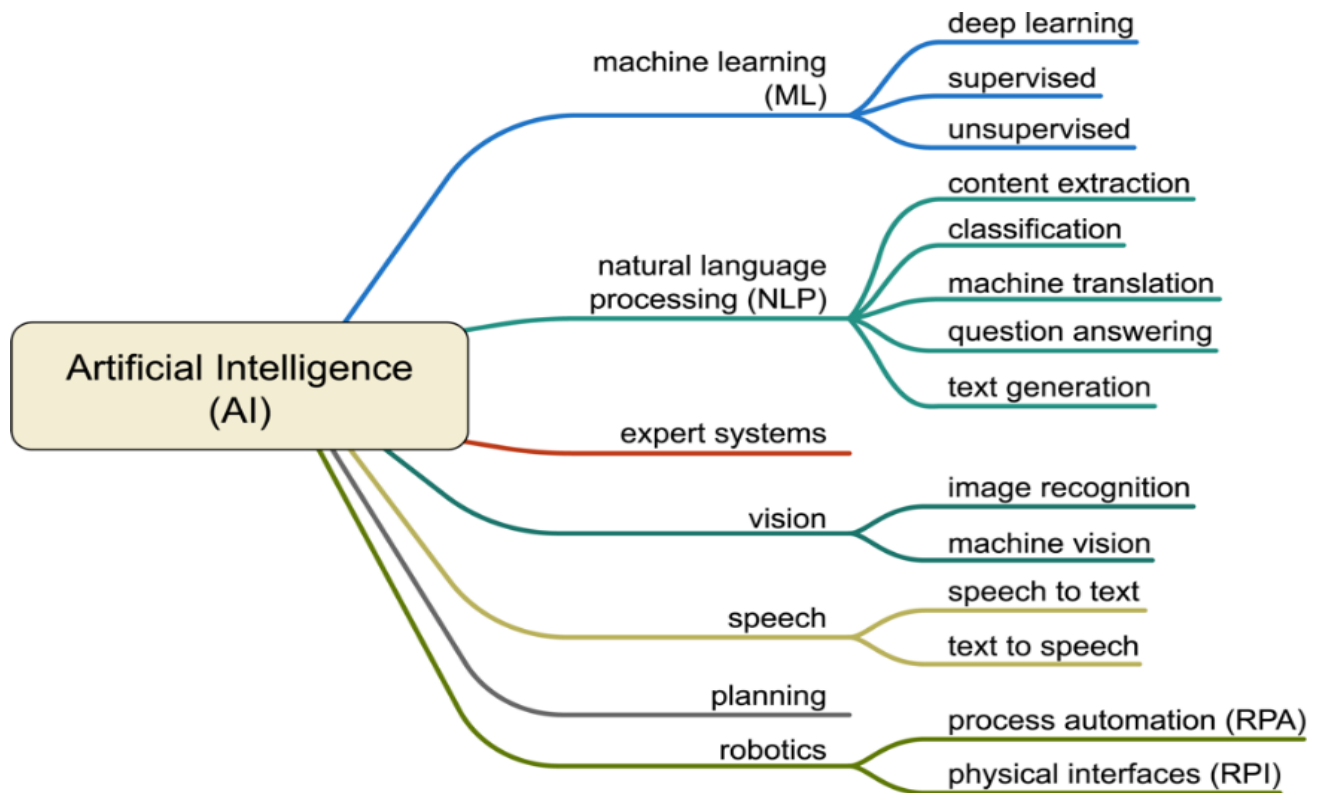 deep learning
machine learning
(ML)
supervised
unsupervised
content extraction
classification
natural language
processing (NLP)
machine translation
question answering
text generation
Artificial Intelligence
(AI)
expert systems
image recognition
vision
machine vision
speech to text
speech
text to speech
planning
process automation (RPA)
robotics
physical interfaces (RPI)